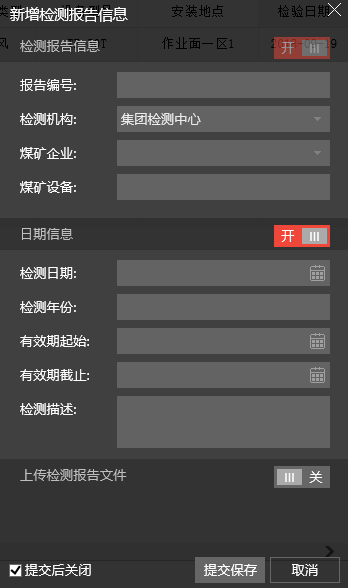 安装地点 检验日期
新增检测报告信息
作业面一区1
检测报告信息 开
报告编号:
检测机构: 集团检测中心
煤矿企业:
煤矿设备:
日期信息 开
检测日期:
检测年份:
有效期起始:
有效期截止:
检测描述:
上传检测报告文件 关
提交后关闭 提交保存 取消